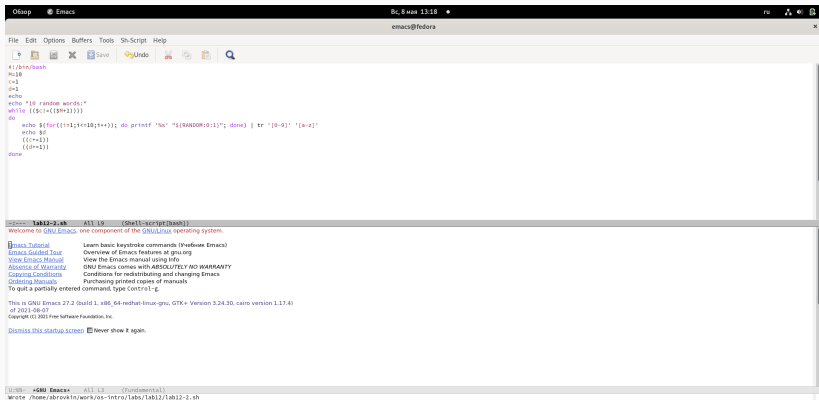 Обзор Emacs Вс, 8 мая 13:18 ru
emacs@fedora
File Edit Options Buffers Tools Sh-Script Help
Save Undo
#!/bin/bash
M=10
c=1
d=1
echo
echo "10 random words:"
while (($c!=(($M+1))))
do
echo $(for((i=1;i<=10;i++)); do printf '%s' "${RANDOM:0:1}"; done) | tr '[0-9]' '[a-z]'
echo $d
((c+=1))
((d+=1))
done
-:--- lab12-2.sh All L9 (Shell-script[bash])
Welcome to GNU Emacs, one component of the GNU/Linux operating system.
Emacs Tutorial Learn basic keystroke commands (Учебник Emacs)
Emacs Guided Tour Overview of Emacs features at gnu.org
View Emacs Manual View the Emacs manual using Info
Absence of Warranty GNU Emacs comes with ABSOLUTELY NO WARRANTY
Copying Conditions Conditions for redistributing and changing Emacs
Ordering Manuals Purchasing printed copies of manuals
To quit a partially entered command, type Control-g.
This is GNU Emacs 27.2 (build 1, x86_64-redhat-linux-gnu, GTK+ Version 3.24.30, cairo version 1.17.4)
of 2021-08-07
Copyright (C) 2021 Free Software Foundation, Inc.
Dismiss this startup screen Never show it again.
U:%%- *GNU Emacs* All L3 (Fundamental)
Wrote /home/abrovkin/work/os-intro/labs/lab12/lab12-2.sh